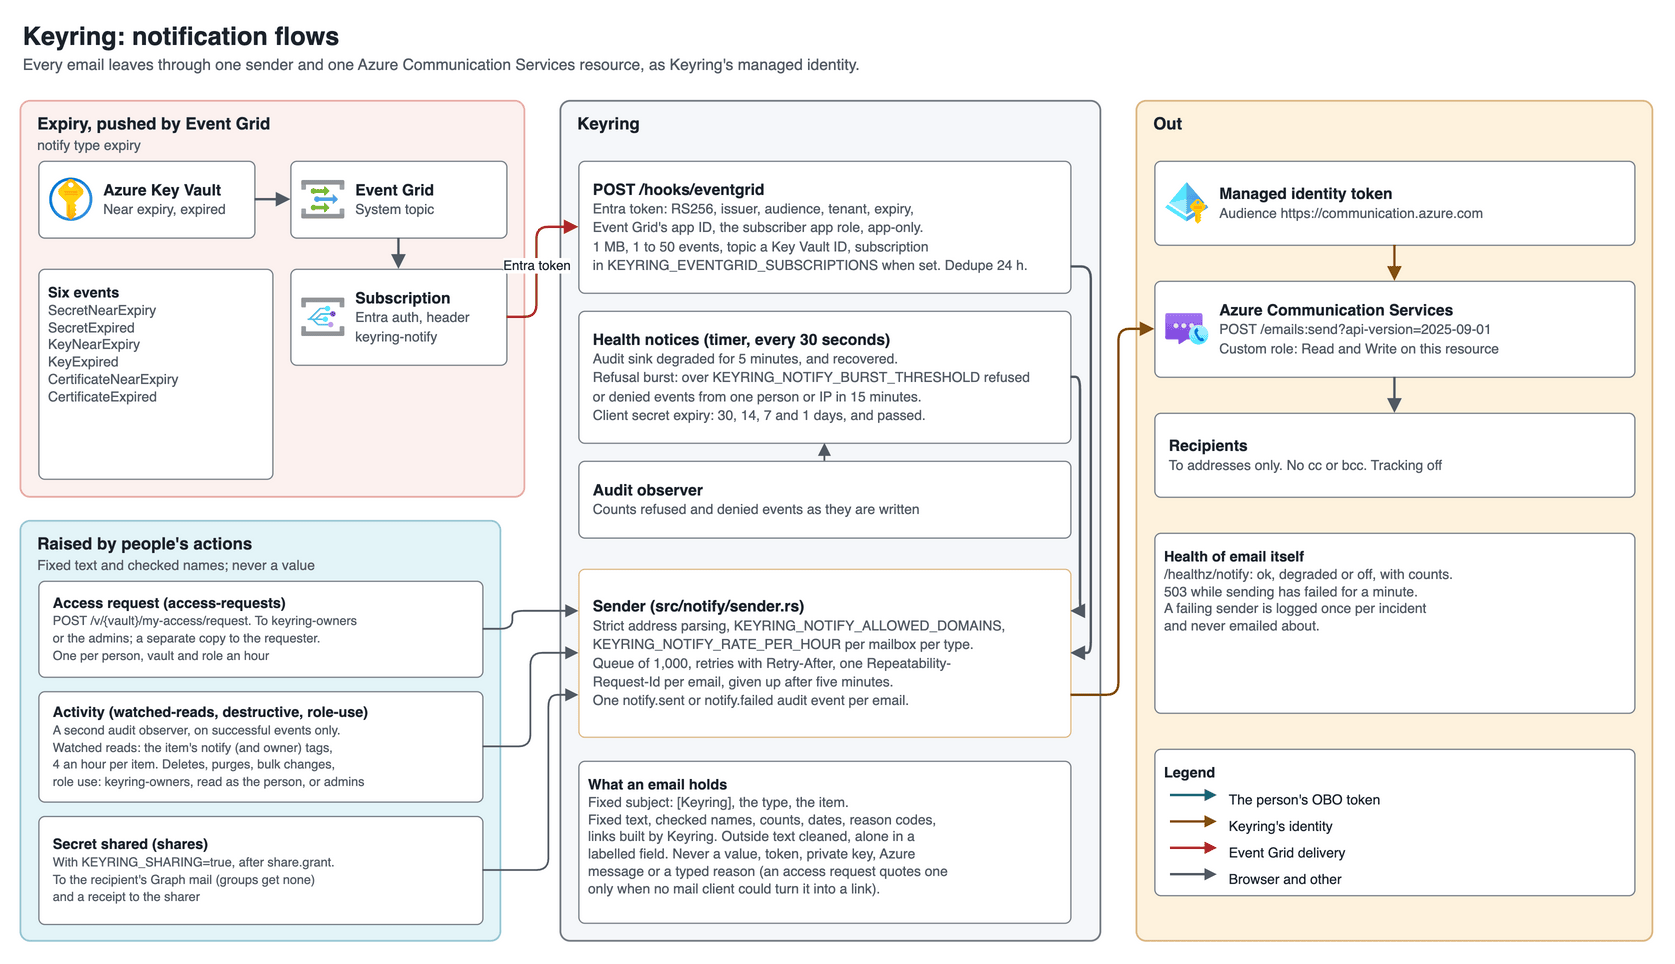 Keyring: notification flows
Every email leaves through one sender and one Azure Communication Services resource, as Keyring's managed identity.
Expiry, pushed by Event Grid
notify type expiry
Azure Key Vault
Near expiry, expired
Event Grid
System topic
Six events
SecretNearExpiry
SecretExpired
KeyNearExpiry
KeyExpired
CertificateNearExpiry
CertificateExpired
Subscription
Entra auth, header
keyring-notify
Entra token
Raised by people's actions
Fixed text and checked names; never a value
Access request (access-requests)
POST /v/{vault}/my-access/request. To keyring-owners
or the admins; a separate copy to the requester.
One per person, vault and role an hour
Activity (watched-reads, destructive, role-use)
A second audit observer, on successful events only.
Watched reads: the item's notify (and owner) tags,
4 an hour per item. Deletes, purges, bulk changes,
role use: keyring-owners, read as the person, or admins
Secret shared (shares)
With KEYRING_SHARING=true, after share.grant.
To the recipient's Graph mail (groups get none)
and a receipt to the sharer
Keyring
POST /hooks/eventgrid
Entra token: RS256, issuer, audience, tenant, expiry,
Event Grid's app ID, the subscriber app role, app-only.
1 MB, 1 to 50 events, topic a Key Vault ID, subscription
in KEYRING_EVENTGRID_SUBSCRIPTIONS when set. Dedupe 24 h.
Health notices (timer, every 30 seconds)
Audit sink degraded for 5 minutes, and recovered.
Refusal burst: over KEYRING_NOTIFY_BURST_THRESHOLD refused
or denied events from one person or IP in 15 minutes.
Client secret expiry: 30, 14, 7 and 1 days, and passed.
Audit observer
Counts refused and denied events as they are written
Sender (src/notify/sender.rs)
Strict address parsing, KEYRING_NOTIFY_ALLOWED_DOMAINS,
KEYRING_NOTIFY_RATE_PER_HOUR per mailbox per type.
Queue of 1,000, retries with Retry-After, one Repeatability-
Request-Id per email, given up after five minutes.
One notify.sent or notify.failed audit event per email.
What an email holds
Fixed subject: [Keyring], the type, the item.
Fixed text, checked names, counts, dates, reason codes,
links built by Keyring. Outside text cleaned, alone in a
labelled field. Never a value, token, private key, Azure
message or a typed reason (an access request quotes one
only when no mail client could turn it into a link).
Out
Managed identity token
Audience https://communication.azure.com
Azure Communication Services
POST /emails:send?api-version=2025-09-01
Custom role: Read and Write on this resource
Recipients
To addresses only. No cc or bcc. Tracking off
Health of email itself
/healthz/notify: ok, degraded or off, with counts.
503 while sending has failed for a minute.
A failing sender is logged once per incident
and never emailed about.
Legend
The person's OBO token
Keyring's identity
Event Grid delivery
Browser and other